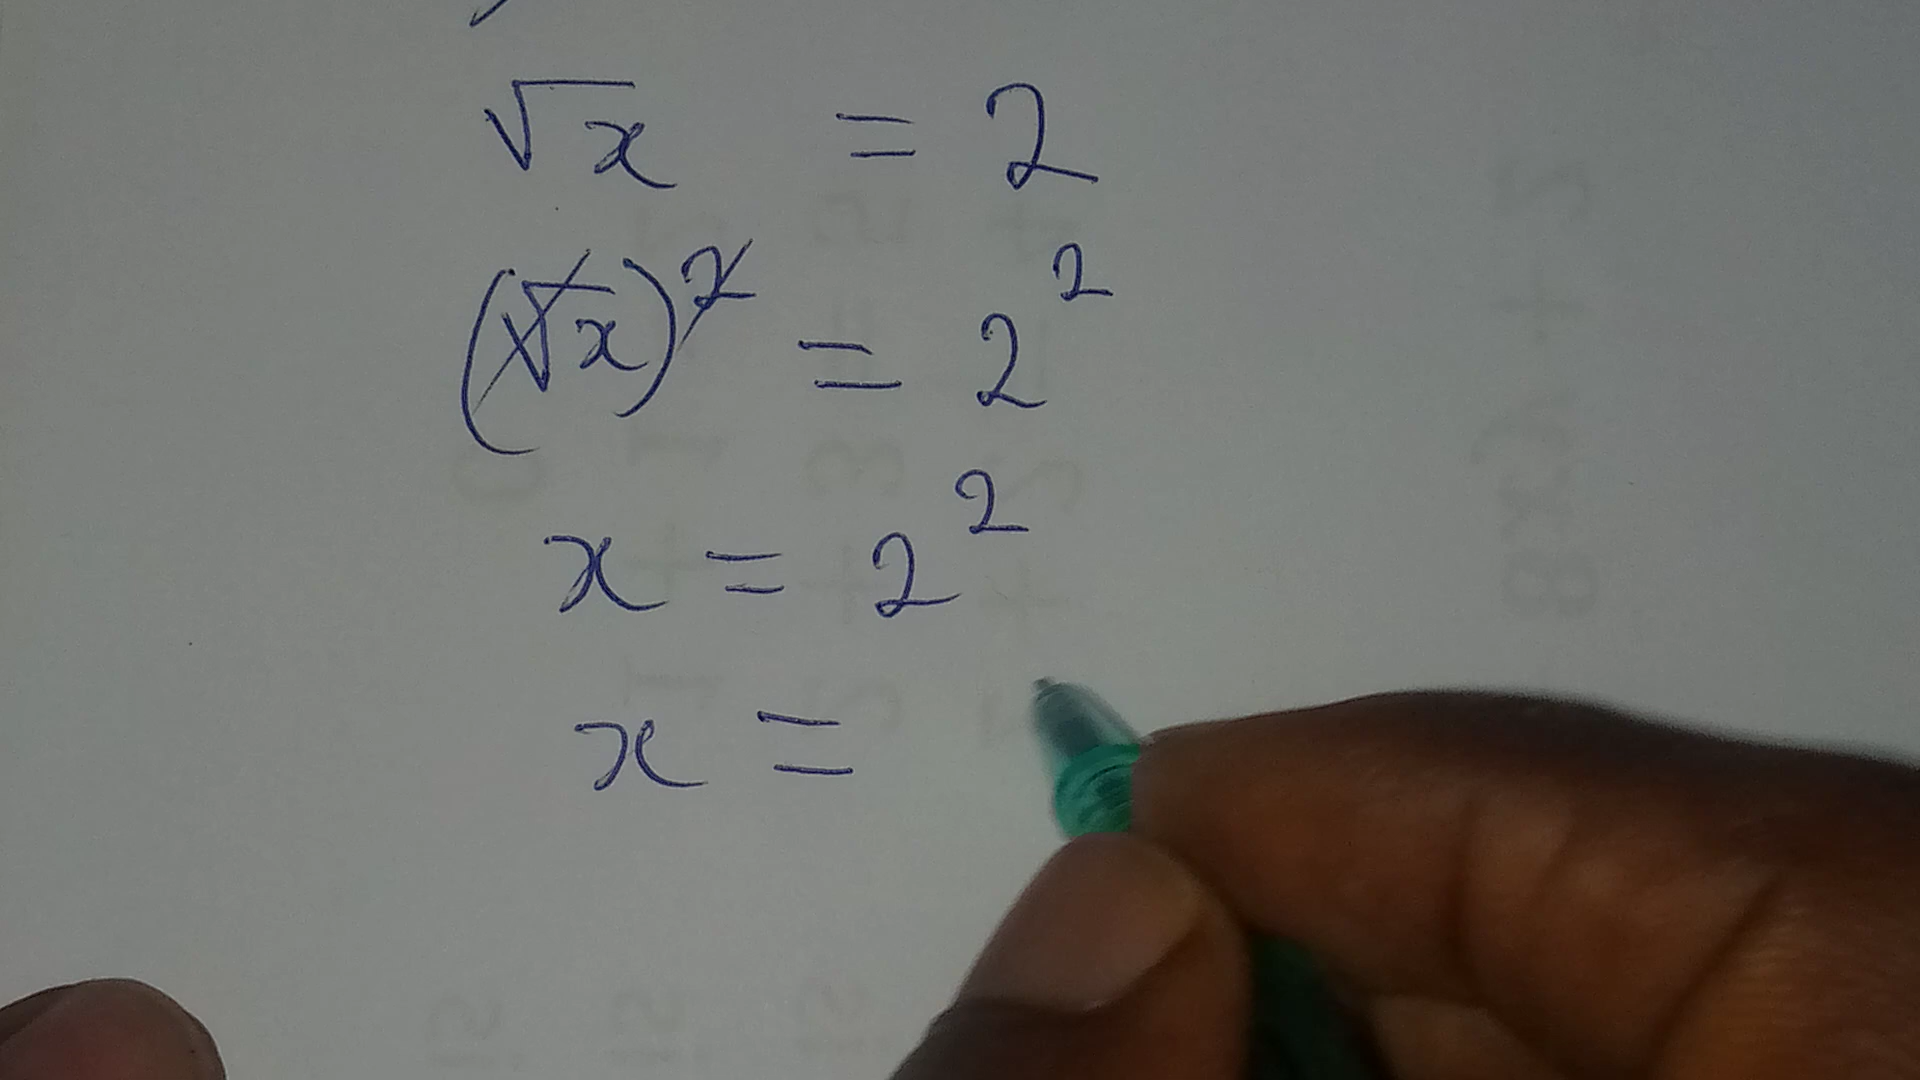 √x = 2
(√x)² = 2²
x = 2²
x =